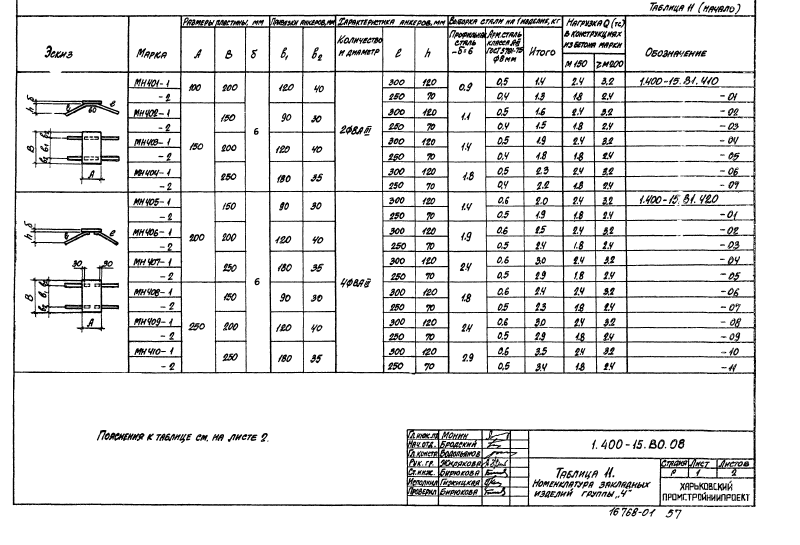 Таблица 11 (начало)
Эскиз Марка Размеры пластины, мм Привязки анкеров, мм Характеристика анкеров, мм Выборка стали на 1 изделие, кг Нагрузка Q (тс) в конструкциях из бетона марки Обозначение
А В б в₁ в₂ Количество и диаметр ℓ h Профильная сталь -б=6 Арм. сталь класса АIII ГОСТ 5781-75 Ф8мм Итого М 150 ≥М200
МН401-1 100 200 6 120 40 2Ф8АIII 300 120 0.9 0,5 1.4 2.4 3.2 1.400-15.В1.410
-2 250 70 0,4 1.3 1.8 2.4 -01
МН402-1 150 150 90 30 300 120 1.1 0,5 1.6 2.4 3.2 -02
-2 250 70 0.4 1.5 1.8 2.4 -03
МН403-1 200 120 40 300 120 1.4 0,5 1.9 2.4 3.2 -04
-2 250 70 0,4 1.8 1.8 2.4 -05
МН404-1 250 180 35 300 120 1.8 0.5 2.3 2.4 3.2 -06
-2 250 70 0,4 2.2 1.8 2.4 -07
МН405-1 200 150 6 90 30 4Ф8АIII 300 120 1.4 0,6 2.0 2.4 3.2 1.400-15.В1.420
-2 250 70 0.5 1.9 1.8 2.4 -01
МН406-1 200 120 40 300 120 1.9 0.6 2.5 2.4 3.2 -02
-2 250 70 0.5 2.4 1.8 2.4 -03
МН407-1 250 180 35 300 120 2.4 0.6 3.0 2.4 3.2 -04
-2 250 70 0.5 2.9 1.8 2.4 -05
МН408-1 250 150 90 30 300 120 1.8 0.6 2.4 2.4 3.2 -06
-2 250 70 0.5 2.3 1.8 2.4 -07
МН409-1 200 120 40 300 120 2.4 0.6 3.0 2.4 3.2 -08
-2 250 70 0.5 2.9 1.8 2.4 -09
МН410-1 250 180 35 300 120 2.9 0.6 3.5 2.4 3.2 -10
-2 250 70 0,5 3.4 1.8 2.4 -11
Пояснения к таблице см. на листе 2.
Гл. инж. пр. Монин
Нач. отд. Бродский
Гл. констр. Водопьянов
Рук. гр. Жилякова
Ст. инж. Бирюкова
Исполнил Гижицкая
Проверил Бирюкова
1.400-15.В0.08
Таблица 11.
Номенклатура закладных
изделий группы „4"
Стадия Лист Листов
Р 1 2
Харьковский
Промстройниипроект
16768-01 57